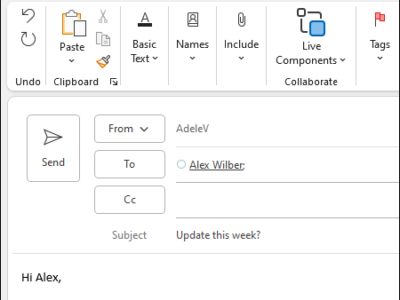 Paste
Basic
Text
Names
Include
Live
Components
Tags
Undo
Clipboard
Collaborate
Send
From
AdeleV
To
Alex Wilber;
Cc
Subject
Update this week?
Hi Alex,